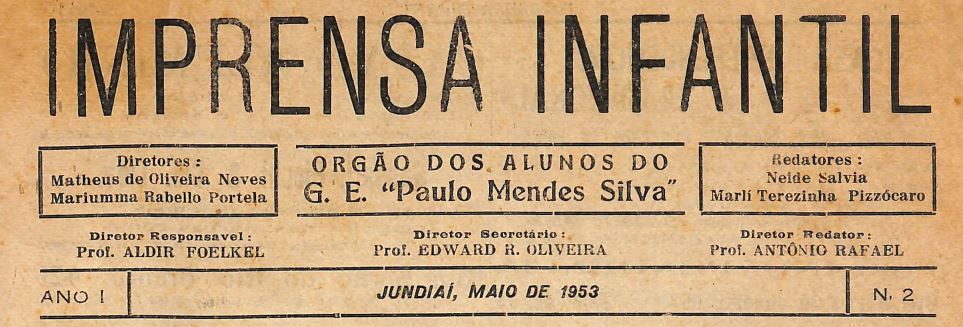 IMPRENSA INFANTIL
Diretores :
Matheus de Oliveira Neves
Mariumma Rabello Portela
ORGÃO DOS ALUNOS DO
G. E. "Paulo Mendes Silva"
Redatores :
Neide Salvia
Marlí Terezinha Pizzócaro
Diretor Responsavel :
Prof. ALDIR FOELKEL
Diretor Secretário :
Prof. EDWARD R. OLIVEIRA
Diretor Redator :
Prof. ANTÔNIO RAFAEL
ANO I
JUNDIAÍ, MAIO DE 1953
N. 2